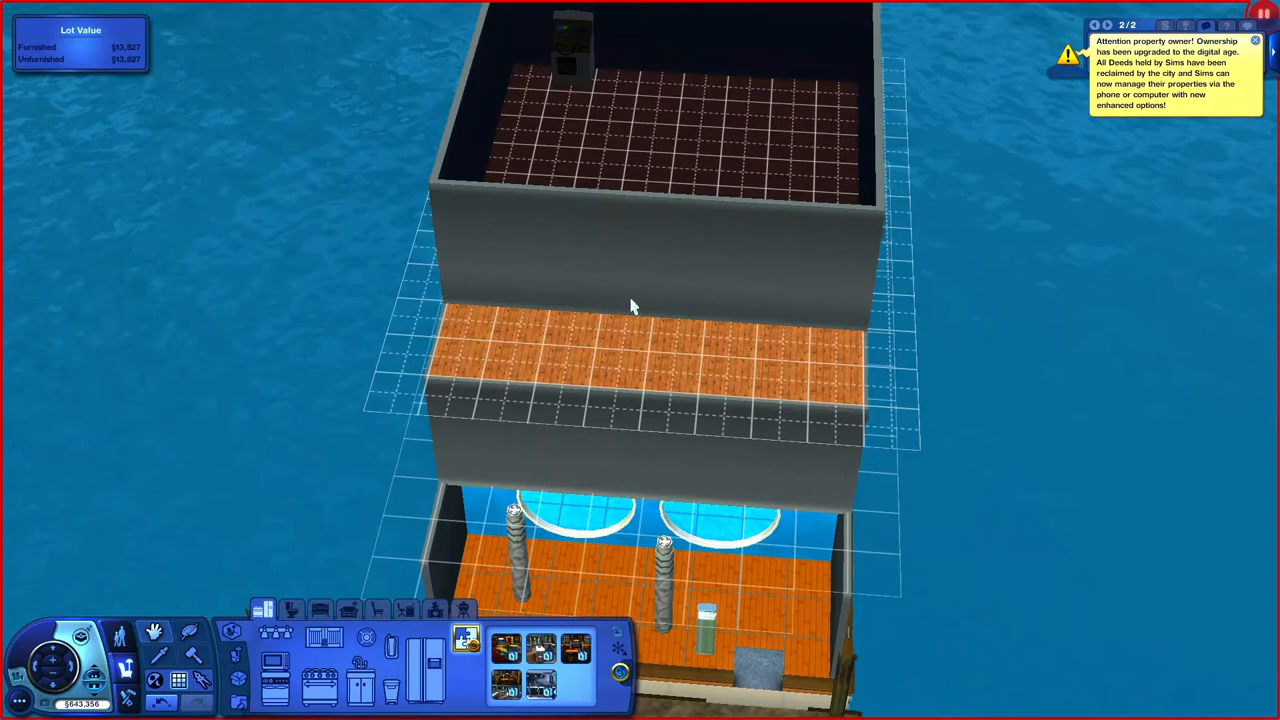 Lot Value
Furnished §13,827
Unfurnished §13,827
2/2
Attention property owner! Ownership
has been upgraded to the digital age.
All Deeds held by Sims have been
reclaimed by the city and Sims can
now manage their properties via the
phone or computer with new
enhanced options!
§643,356